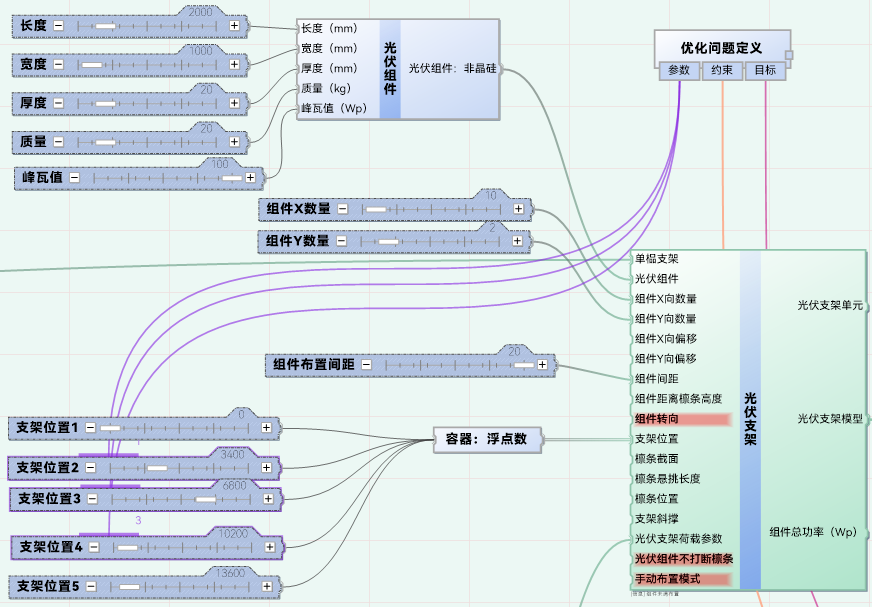 长度
2000
宽度
1000
厚度
20
质量
20
峰瓦值
100
长度（mm）
宽度（mm）
厚度（mm）
质量（kg）
峰瓦值（Wp）
光伏组件
光伏组件：非晶硅
优化问题定义
参数
约束
目标
组件X数量
10
组件Y数量
2
组件布置间距
20
支架位置1
0
支架位置2
3400
支架位置3
6800
3
支架位置4
10200
支架位置5
13600
容器：浮点数
单榀支架
光伏组件
组件X向数量
组件Y向数量
组件X向偏移
组件Y向偏移
组件间距
组件距离檩条高度
组件转向
支架位置
檩条截面
檩条悬挑长度
檩条位置
支架斜撑
光伏支架荷载参数
光伏组件不打断檩条
手动布置模式
光伏支架
光伏支架单元
光伏支架模型
组件总功率（Wp）